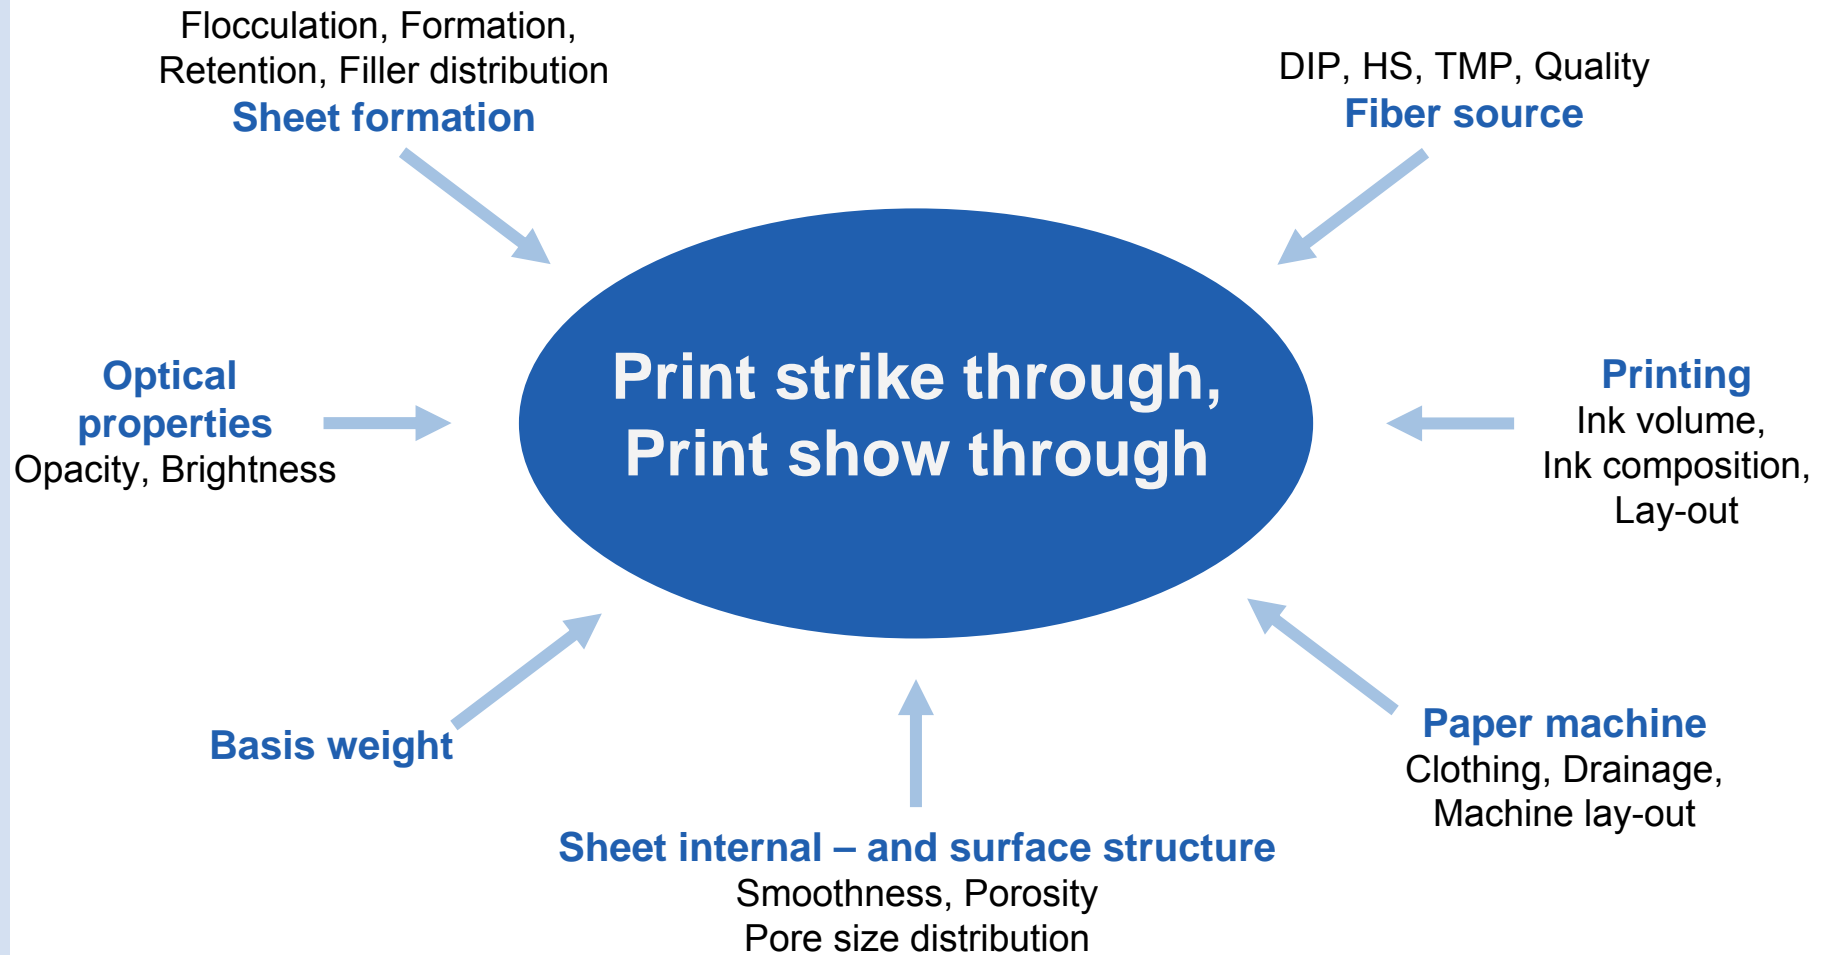 Flocculation, Formation,
Retention, Filler distribution
Sheet formation
DIP, HS, TMP, Quality
Fiber source
Optical
properties
Opacity, Brightness
Print strike through,
Print show through
Printing
Ink volume,
Ink composition,
Lay-out
Basis weight
Paper machine
Clothing, Drainage,
Machine lay-out
Sheet internal – and surface structure
Smoothness, Porosity
Pore size distribution